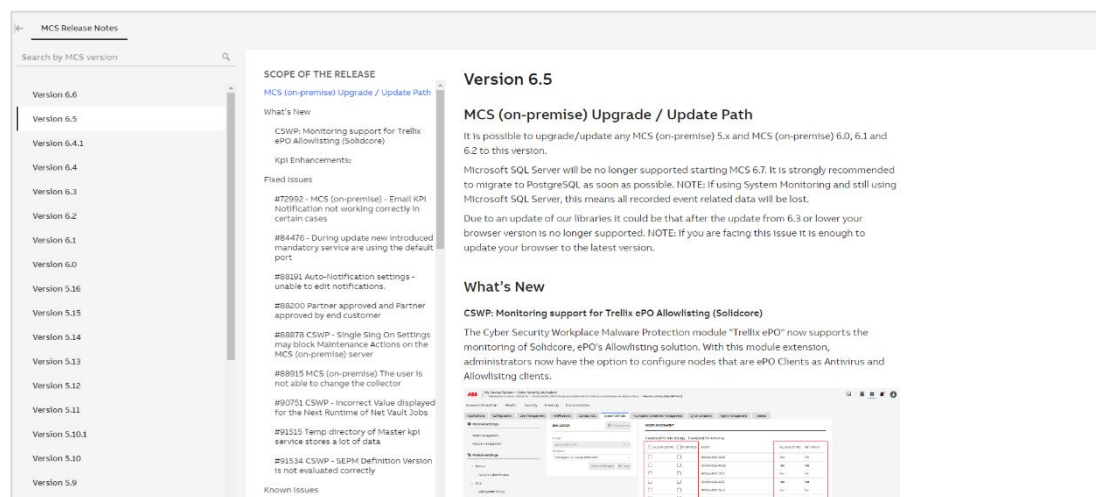 MCS Release Notes
Search by MCS version
Version 6.6
Version 6.5
Version 6.4.1
Version 6.4
Version 6.3
Version 6.2
Version 6.1
Version 6.0
Version 5.16
Version 5.15
Version 5.14
Version 5.13
Version 5.12
Version 5.11
Version 5.10.1
Version 5.10
Version 5.9
SCOPE OF THE RELEASE
MCS (on-premise) Upgrade / Update Path
What's New
CSWP: Monitoring support for Trellix
ePO Allowlisting (Solidcore)
Kpi Enhancements:
Fixed Issues
#72992 - MCS (on-premise) - Email KPI
Notification not working correctly in
certain cases
#84476 - During update new introduced
mandatory service are using the default
port
#88191 Auto-Notification settings -
unable to edit notifications.
#88200 Partner approved and Partner
approved by end customer
#88878 CSWP - Single Sing On Settings
may block Maintenance Actions on the
MCS (on-premise) server
#88915 MCS (on-premise) The user is
not able to change the collector
#90751 CSWP - Incorrect Value displayed
for the Next Runtime of Net Vault Jobs
#91515 Temp directory of Master kpi
service stores a lot of data
#91534 CSWP - SEPM Definition Version
is not evaluated correctly
Known Issues
Version 6.5
MCS (on-premise) Upgrade / Update Path
It is possible to upgrade/update any MCS (on-premise) 5.x and MCS (on-premise) 6.0, 6.1 and
6.2 to this version.
Microsoft SQL Server will be no longer supported starting MCS 6.7. It is strongly recommended
to migrate to PostgreSQL as soon as possible. NOTE: If using System Monitoring and still using
Microsoft SQL Server, this means all recorded event related data will be lost.
Due to an update of our libraries it could be that after the update from 6.3 or lower your
browser version is no longer supported. NOTE: If you are facing this issue it is enough to
update your browser to the latest version.
What's New
CSWP: Monitoring support for Trellix ePO Allowlisting (Solidcore)
The Cyber Security Workplace Malware Protection module "Trellix ePO" now supports the
monitoring of Solidcore, ePO's Allowlisting solution. With this module extension,
administrators now have the option to configure nodes that are ePO Clients as Antivirus and
Allowlisitng clients.
ABB